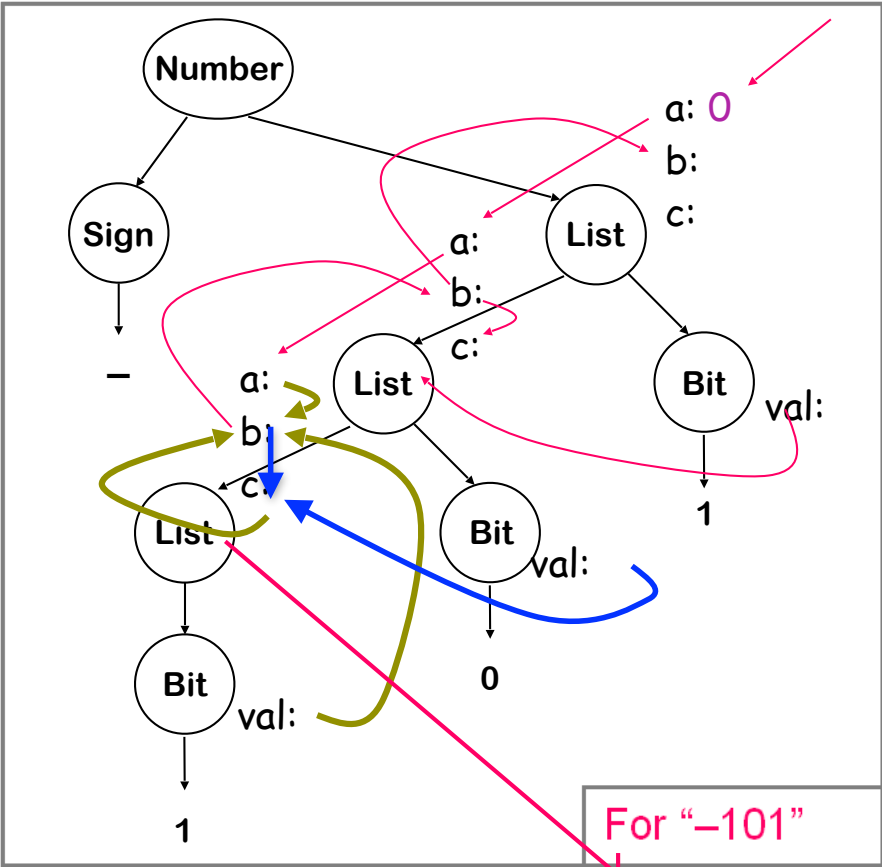 Number
a: 0
b:
c:
Sign
List
a:
b:
c:
–
List
Bit
val:
a:
b:
c:
1
List
Bit
val:
0
Bit
val:
1
For “–101”